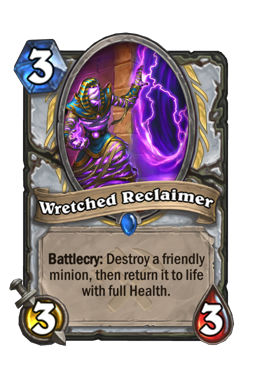 3
Wretched Reclaimer
Battlecry: Destroy a friendly
minion, then return it to life
with full Health.
3 3